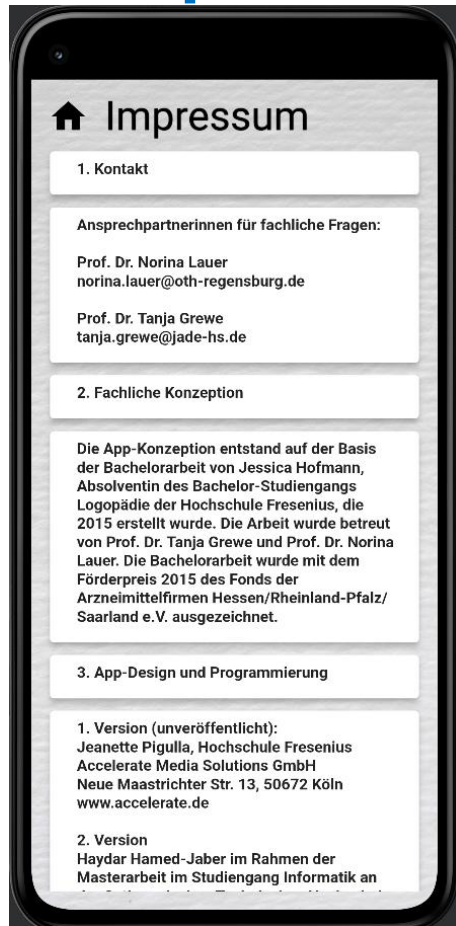 Impressum
1. Kontakt
Ansprechpartnerinnen für fachliche Fragen:
Prof. Dr. Norina Lauer
norina.lauer@oth-regensburg.de
Prof. Dr. Tanja Grewe
tanja.grewe@jade-hs.de
2. Fachliche Konzeption
Die App-Konzeption entstand auf der Basis
der Bachelorarbeit von Jessica Hofmann,
Absolventin des Bachelor-Studiengangs
Logopädie der Hochschule Fresenius, die
2015 erstellt wurde. Die Arbeit wurde betreut
von Prof. Dr. Tanja Grewe und Prof. Dr. Norina
Lauer. Die Bachelorarbeit wurde mit dem
Förderpreis 2015 des Fonds der
Arzneimittelfirmen Hessen/Rheinland-Pfalz/
Saarland e.V. ausgezeichnet.
3. App-Design und Programmierung
1. Version (unveröffentlicht):
Jeanette Pigulla, Hochschule Fresenius
Accelerate Media Solutions GmbH
Neue Maastrichter Str. 13, 50672 Köln
www.accelerate.de
2. Version
Haydar Hamed-Jaber im Rahmen der
Masterarbeit im Studiengang Informatik an